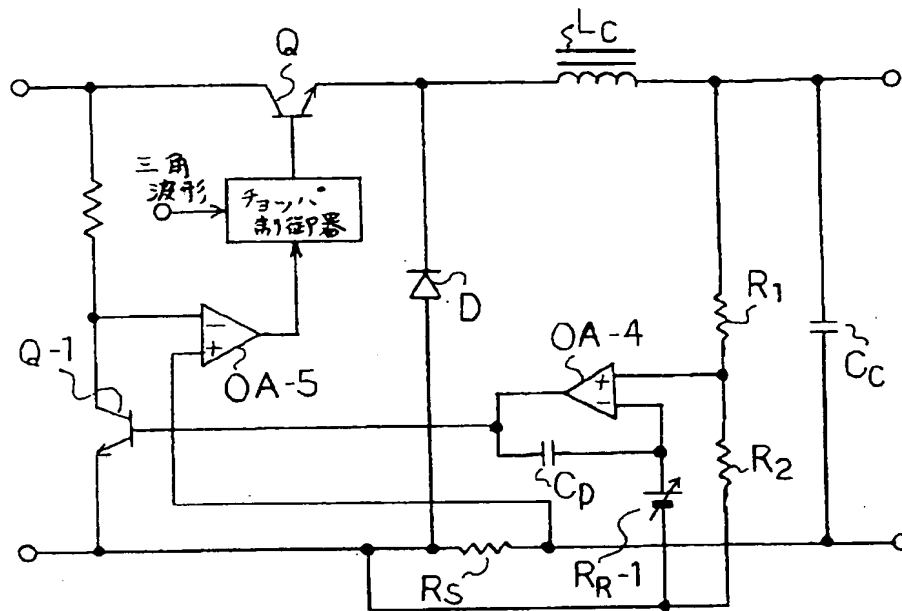 Lc
Q
三角
波形
チョッパ
制御器
D
R1
OA-4
Cc
Q-1
−
+
OA-5
+
−
R2
CD
Rs
RR-1